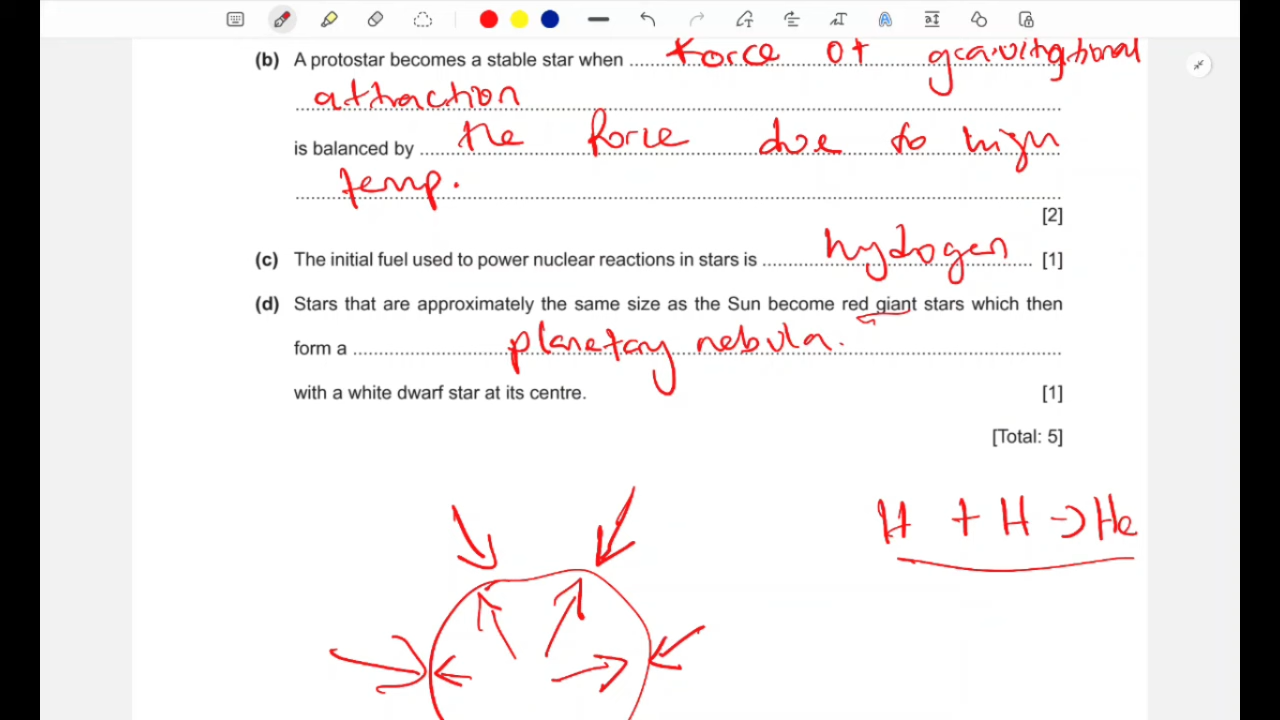 (b) A protostar becomes a stable star when force of gravitational
attraction
is balanced by the force due to high
temp.
[2]
(c) The initial fuel used to power nuclear reactions in stars is hydrogen [1]
(d) Stars that are approximately the same size as the Sun become red giant stars which then
form a planetary nebula.
with a white dwarf star at its centre. [1]
[Total: 5]
H + H → He